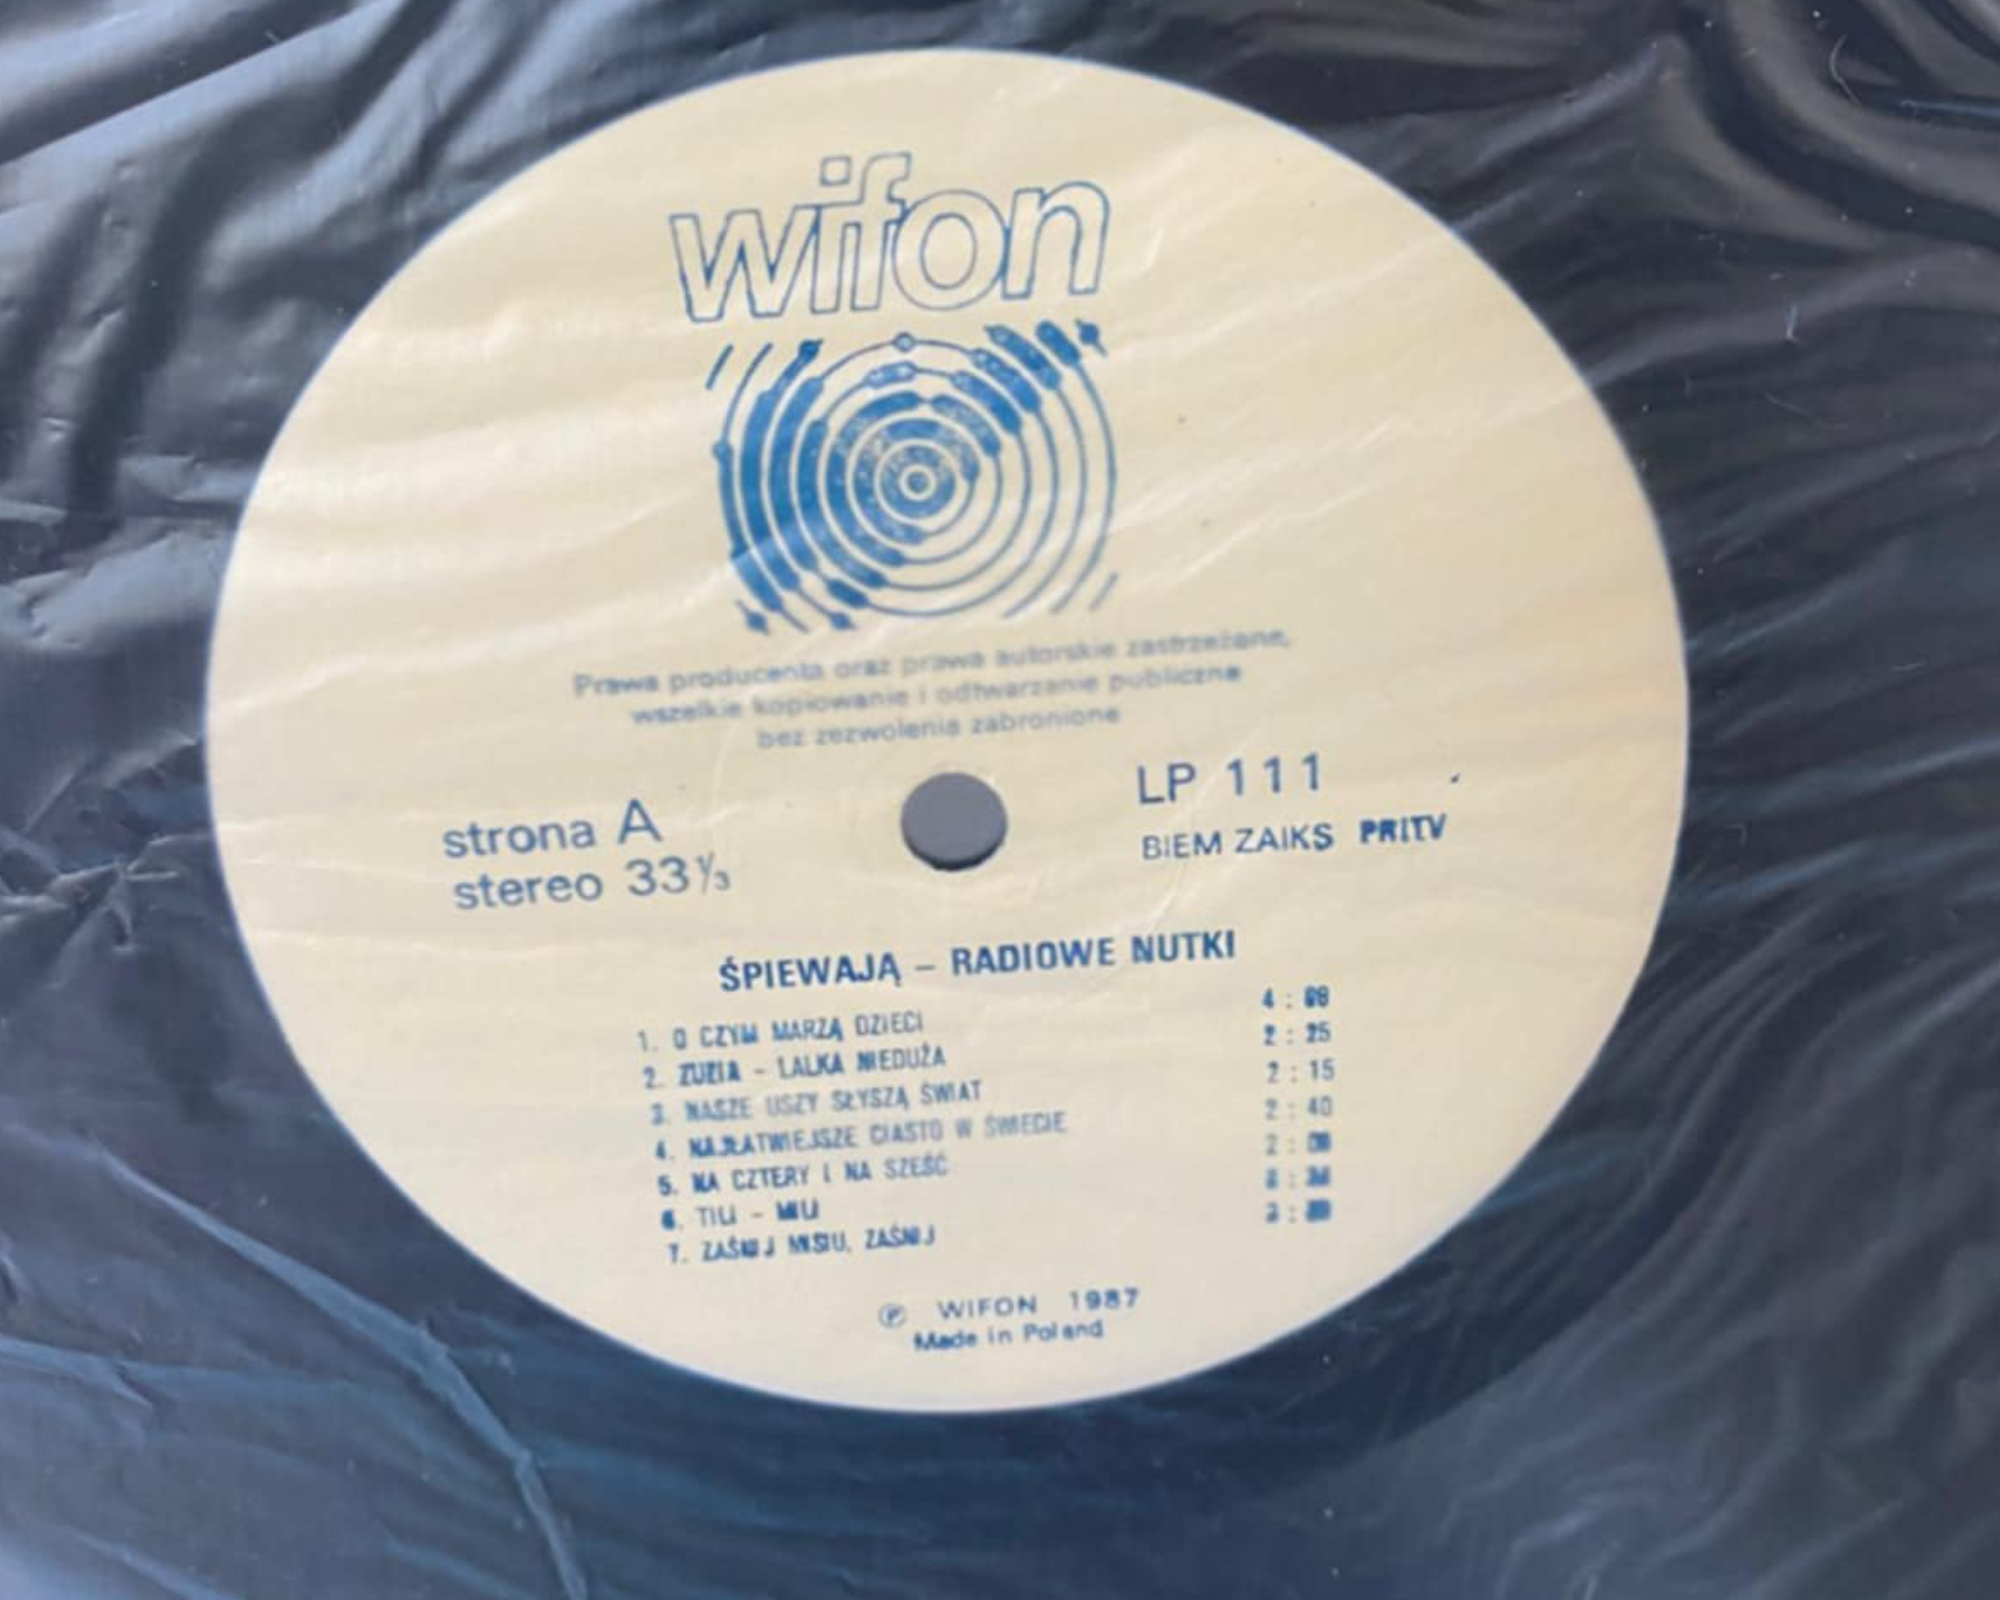 wifon
Prawa producenta oraz prawa autorskie zastrzeżone,
wszelkie kopiowanie i odtwarzanie publiczne
bez zezwolenia zabronione
strona A
stereo 33⅓
LP 111
BIEM ZAIKS PRITV
ŚPIEWAJĄ – RADIOWE NUTKI
1. O CZYM MARZĄ DZIECI
2. ZUZIA – LALKA NIEDUŻA 2:25
3. NASZE USZY SŁYSZĄ ŚWIAT 2:15
4. NAJŁATWIEJSZE CIASTO W ŚWIECIE 2:40
5. NA CZTERY I NA SZEŚĆ
6. TILI – MILI
7. ZAŚNIJ MISIU, ZAŚNIJ
Ⓟ WIFON 1987
Made in Poland